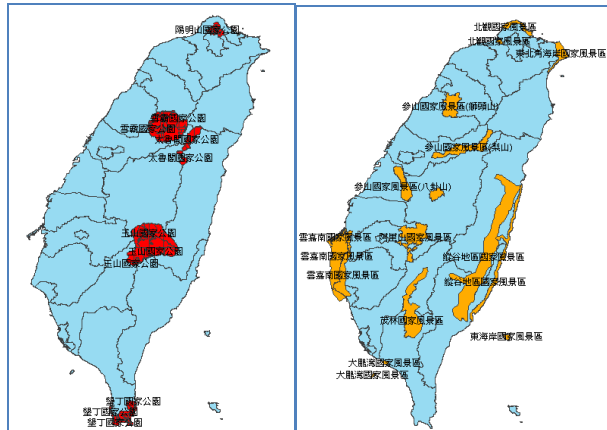 陽明山國家公園
雪霸國家公園
雪霸國家公園
太魯閣國家公園
太魯閣國家公園
玉山國家公園
玉山國家公園
玉山國家公園
墾丁國家公園
墾丁國家公園
墾丁國家公園
北觀國家風景區
北觀國家風景區
東北角海岸國家風景區
參山國家風景區(獅頭山)
參山國家風景區(梨山)
參山國家風景區(八卦山)
雲嘉南國家風景區
阿里山國家風景區
雲嘉南國家風景區
縱谷地區國家風景區
雲嘉南國家風景區
縱谷地區國家風景區
茂林國家風景區
東海岸國家風景區
大鵬灣國家風景區
大鵬灣國家風景區